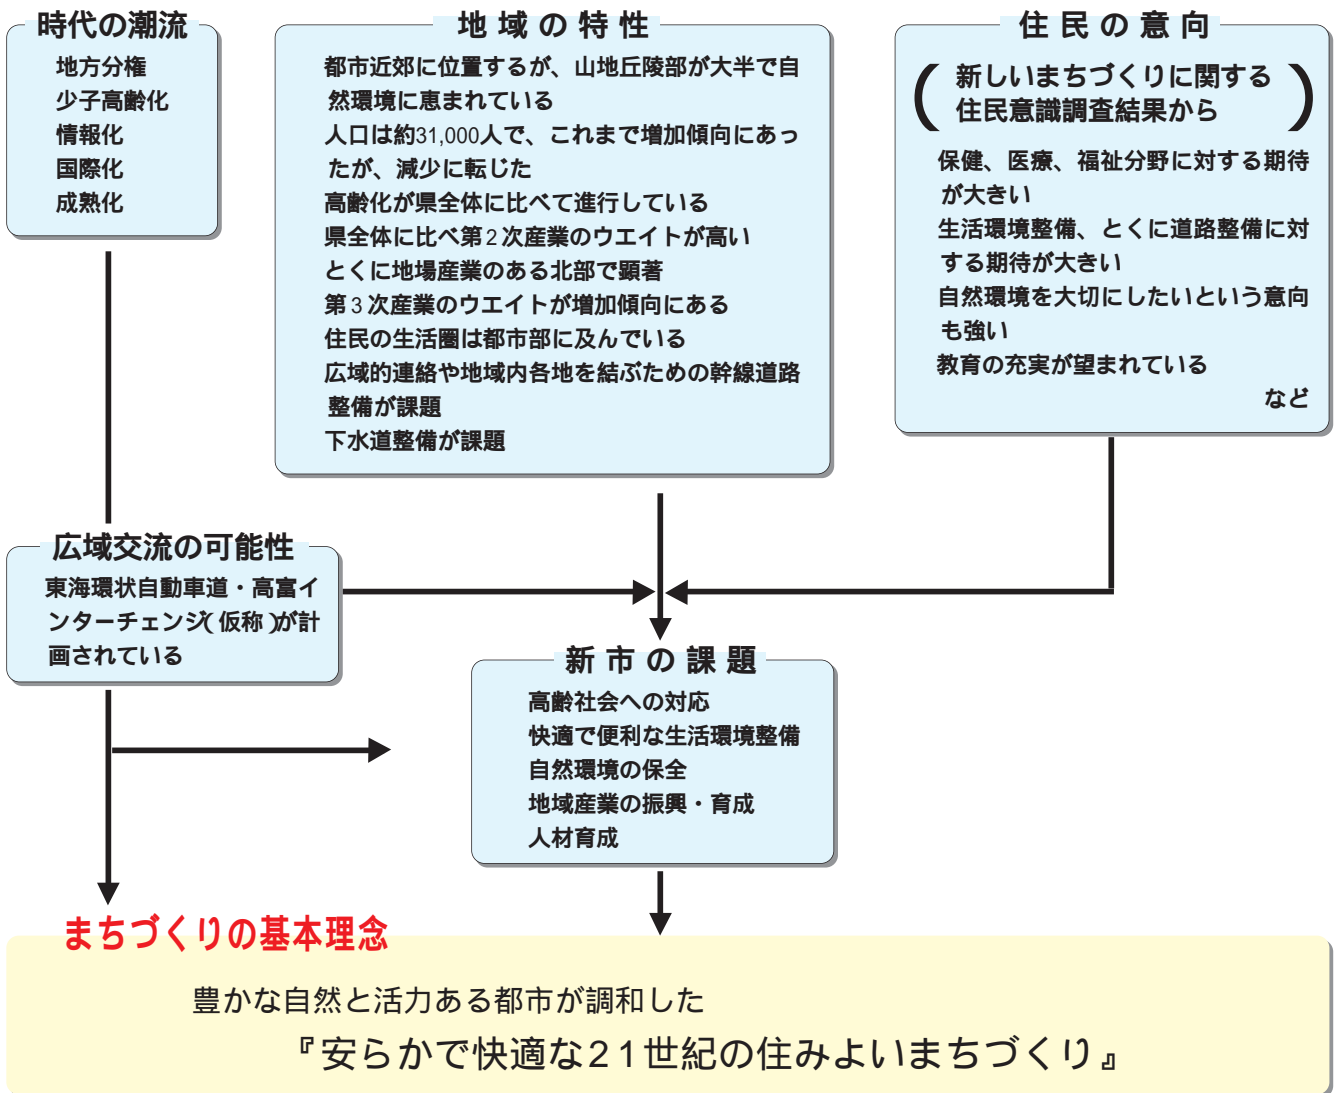 時代の潮流
地方分権
少子高齢化
情報化
国際化
成熟化
地域の特性
都市近郊に位置するが、山地丘陵部が大半で自
然環境に恵まれている
人口は約31,000人で、これまで増加傾向にあっ
たが、減少に転じた
高齢化が県全体に比べて進行している
県全体に比べ第2次産業のウエイトが高い
とくに地場産業のある北部で顕著
第3次産業のウエイトが増加傾向にある
住民の生活圏は都市部に及んでいる
広域的連絡や地域内各地を結ぶための幹線道路
整備が課題
下水道整備が課題
住民の意向
(新しいまちづくりに関する
住民意識調査結果から)
保健、医療、福祉分野に対する期待
が大きい
生活環境整備、とくに道路整備に対
する期待が大きい
自然環境を大切にしたいという意向
も強い
教育の充実が望まれている
など
広域交流の可能性
東海環状自動車道・高富イ
ンターチェンジ(仮称)が計
画されている
新市の課題
高齢社会への対応
快適で便利な生活環境整備
自然環境の保全
地域産業の振興・育成
人材育成
まちづくりの基本理念
豊かな自然と活力ある都市が調和した
『安らかで快適な21世紀の住みよいまちづくり』